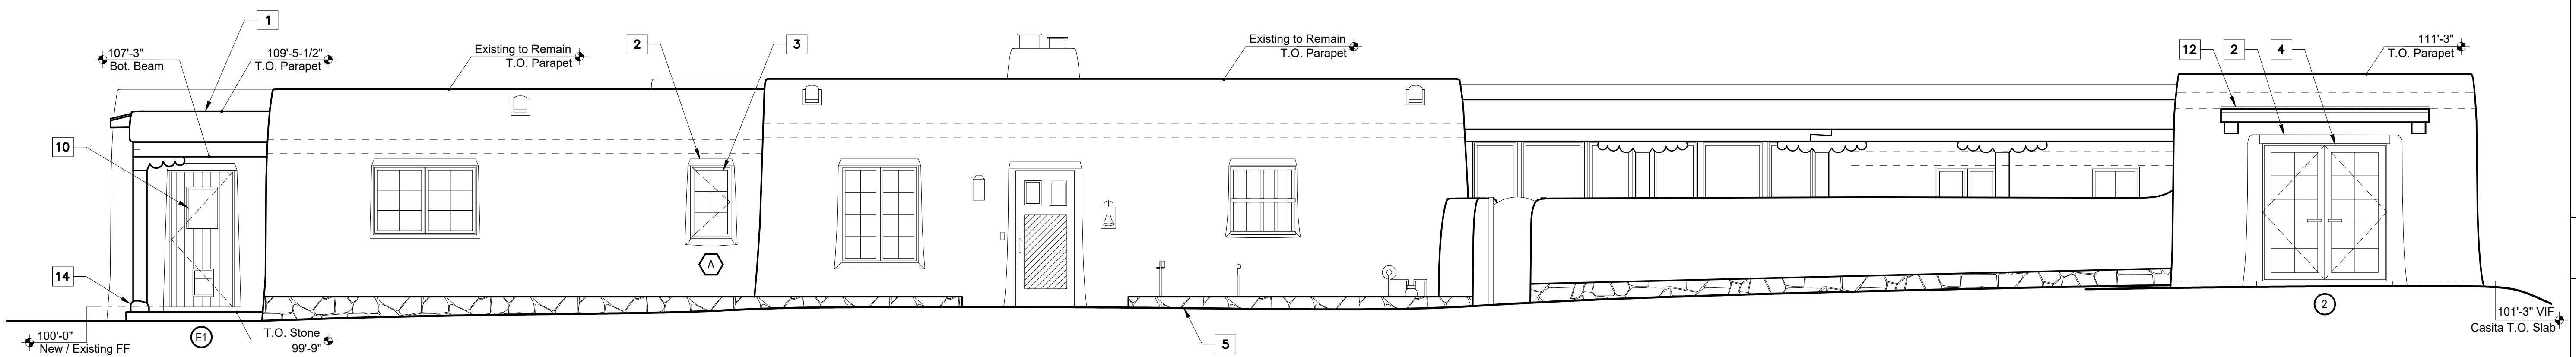 1
107'-3"
Bot. Beam
109'-5-1/2"
T.O. Parapet
Existing to Remain
T.O. Parapet
2
3
Existing to Remain
T.O. Parapet
12
2
4
111'-3"
T.O. Parapet
10
A
14
100'-0"
New / Existing FF
E1
T.O. Stone
99'-9"
5
2
101'-3" VIF
Casita T.O. Slab